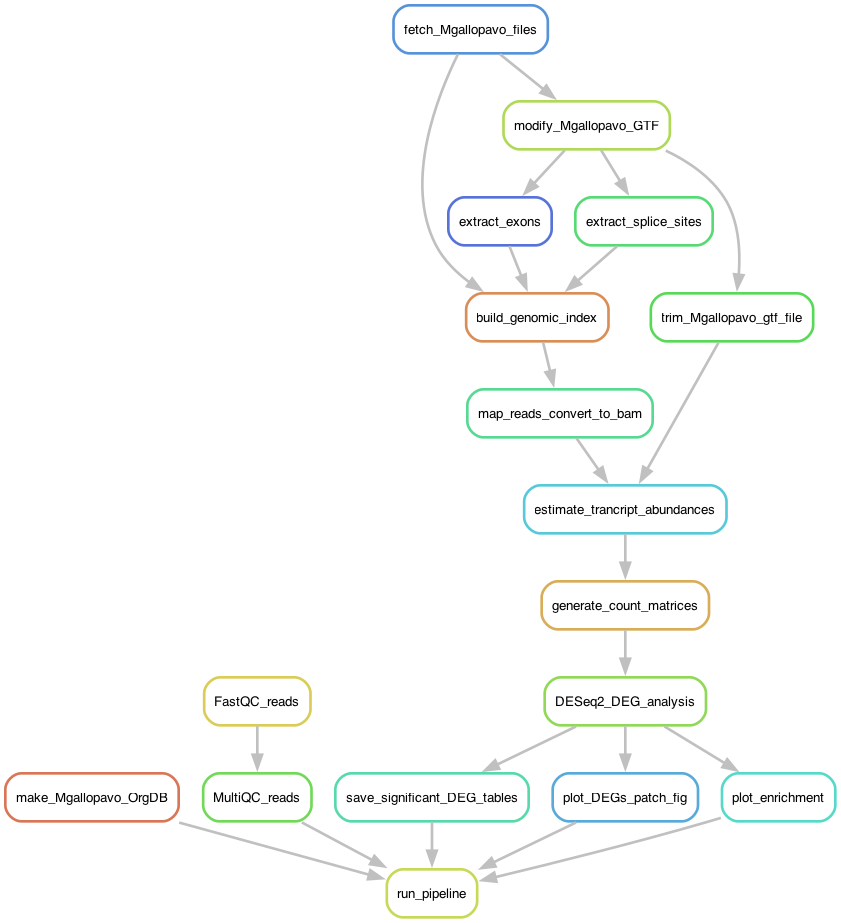 fetch_Mgallopavo_files
modify_Mgallopavo_GTF
extract_exons
extract_splice_sites
build_genomic_index
trim_Mgallopavo_gtf_file
map_reads_convert_to_bam
estimate_trancript_abundances
generate_count_matrices
FastQC_reads
DESeq2_DEG_analysis
make_Mgallopavo_OrgDB
MultiQC_reads
save_significant_DEG_tables
plot_DEGs_patch_fig
plot_enrichment
run_pipeline